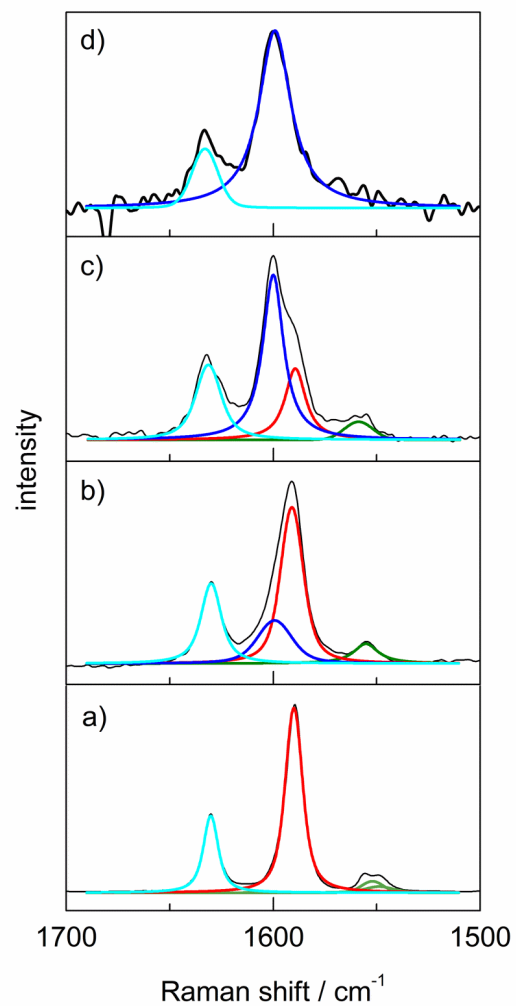 d)
c)
b)
a)
intensity
1700 1600 1500
Raman shift / cm⁻¹